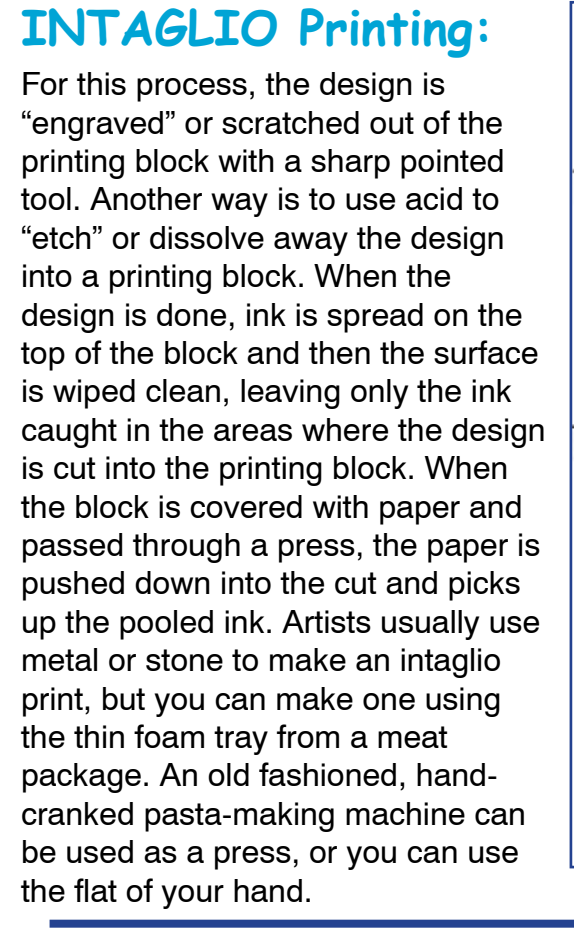 INTAGLIO Printing:
For this process, the design is
“engraved” or scratched out of the
printing block with a sharp pointed
tool. Another way is to use acid to
“etch” or dissolve away the design
into a printing block. When the
design is done, ink is spread on the
top of the block and then the surface
is wiped clean, leaving only the ink
caught in the areas where the design
is cut into the printing block. When
the block is covered with paper and
passed through a press, the paper is
pushed down into the cut and picks
up the pooled ink. Artists usually use
metal or stone to make an intaglio
print, but you can make one using
the thin foam tray from a meat
package. An old fashioned, hand-
cranked pasta-making machine can
be used as a press, or you can use
the flat of your hand.